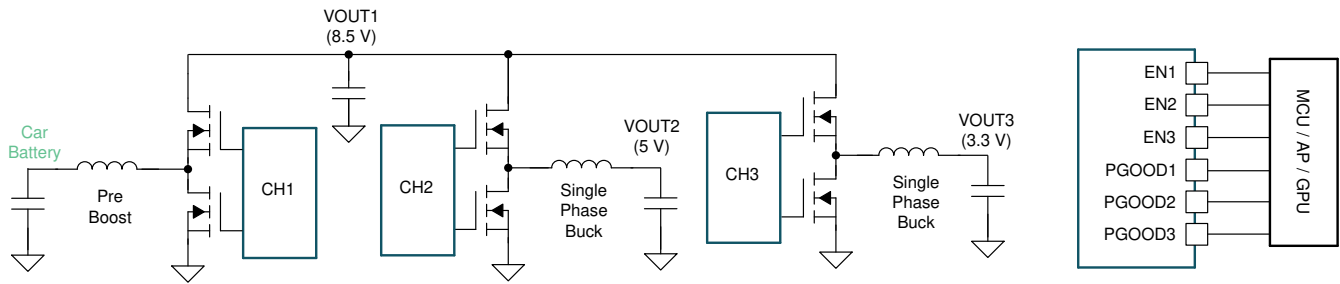 VOUT1
(8.5 V)
Car
Battery
Pre
Boost
CH1
CH2
VOUT2
(5 V)
Single
Phase
Buck
CH3
VOUT3
(3.3 V)
Single
Phase
Buck
EN1
EN2
EN3
PGOOD1
PGOOD2
PGOOD3
MCU / AP / GPU